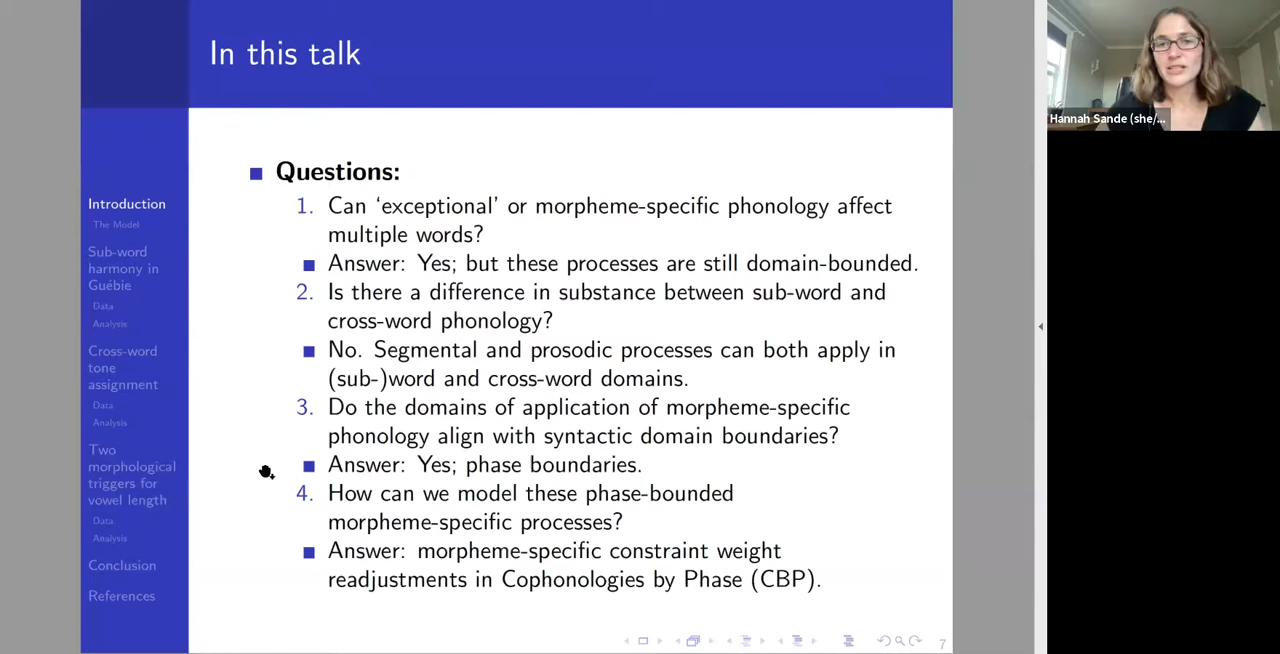 In this talk
Introduction
The Model
Sub-word
harmony in
Guébie
Data
Analysis
Cross-word
tone
assignment
Data
Analysis
Two
morphological
triggers for
vowel length
Data
Analysis
Conclusion
References
Questions:
1. Can ‘exceptional’ or morpheme-specific phonology affect
multiple words?
Answer: Yes; but these processes are still domain-bounded.
2. Is there a difference in substance between sub-word and
cross-word phonology?
No. Segmental and prosodic processes can both apply in
(sub-)word and cross-word domains.
3. Do the domains of application of morpheme-specific
phonology align with syntactic domain boundaries?
Answer: Yes; phase boundaries.
4. How can we model these phase-bounded
morpheme-specific processes?
Answer: morpheme-specific constraint weight
readjustments in Cophonologies by Phase (CBP).
7
Hannah Sande (she/...